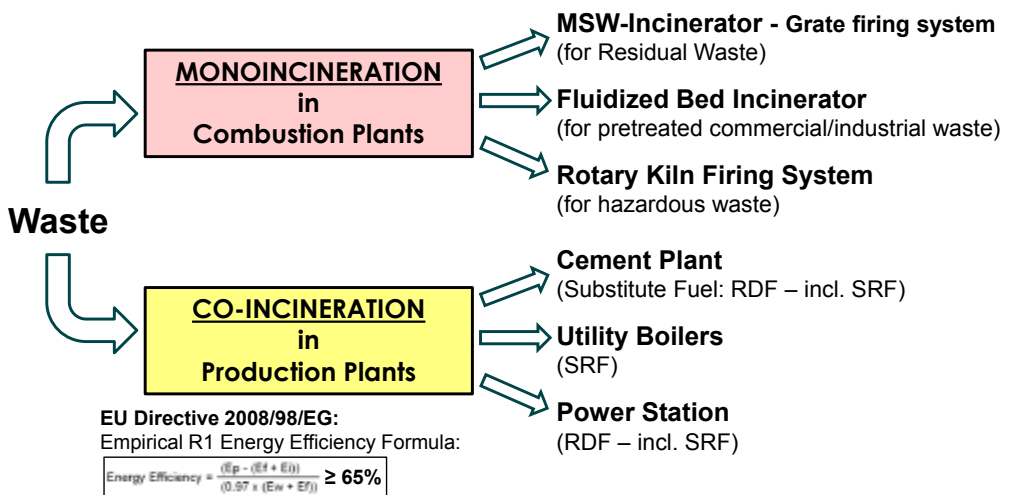 Waste
MONOINCINERATION
in
Combustion Plants
MSW-Incinerator - Grate firing system
(for Residual Waste)
Fluidized Bed Incinerator
(for pretreated commercial/industrial waste)
Rotary Kiln Firing System
(for hazardous waste)
CO-INCINERATION
in
Production Plants
Cement Plant
(Substitute Fuel: RDF – incl. SRF)
Utility Boilers
(SRF)
Power Station
(RDF – incl. SRF)
EU Directive 2008/98/EG:
Empirical R1 Energy Efficiency Formula:
Energy Efficiency = (Ep - (Ef + Ei)) / (0.97 x (Ew + Ef)) ≥ 65%